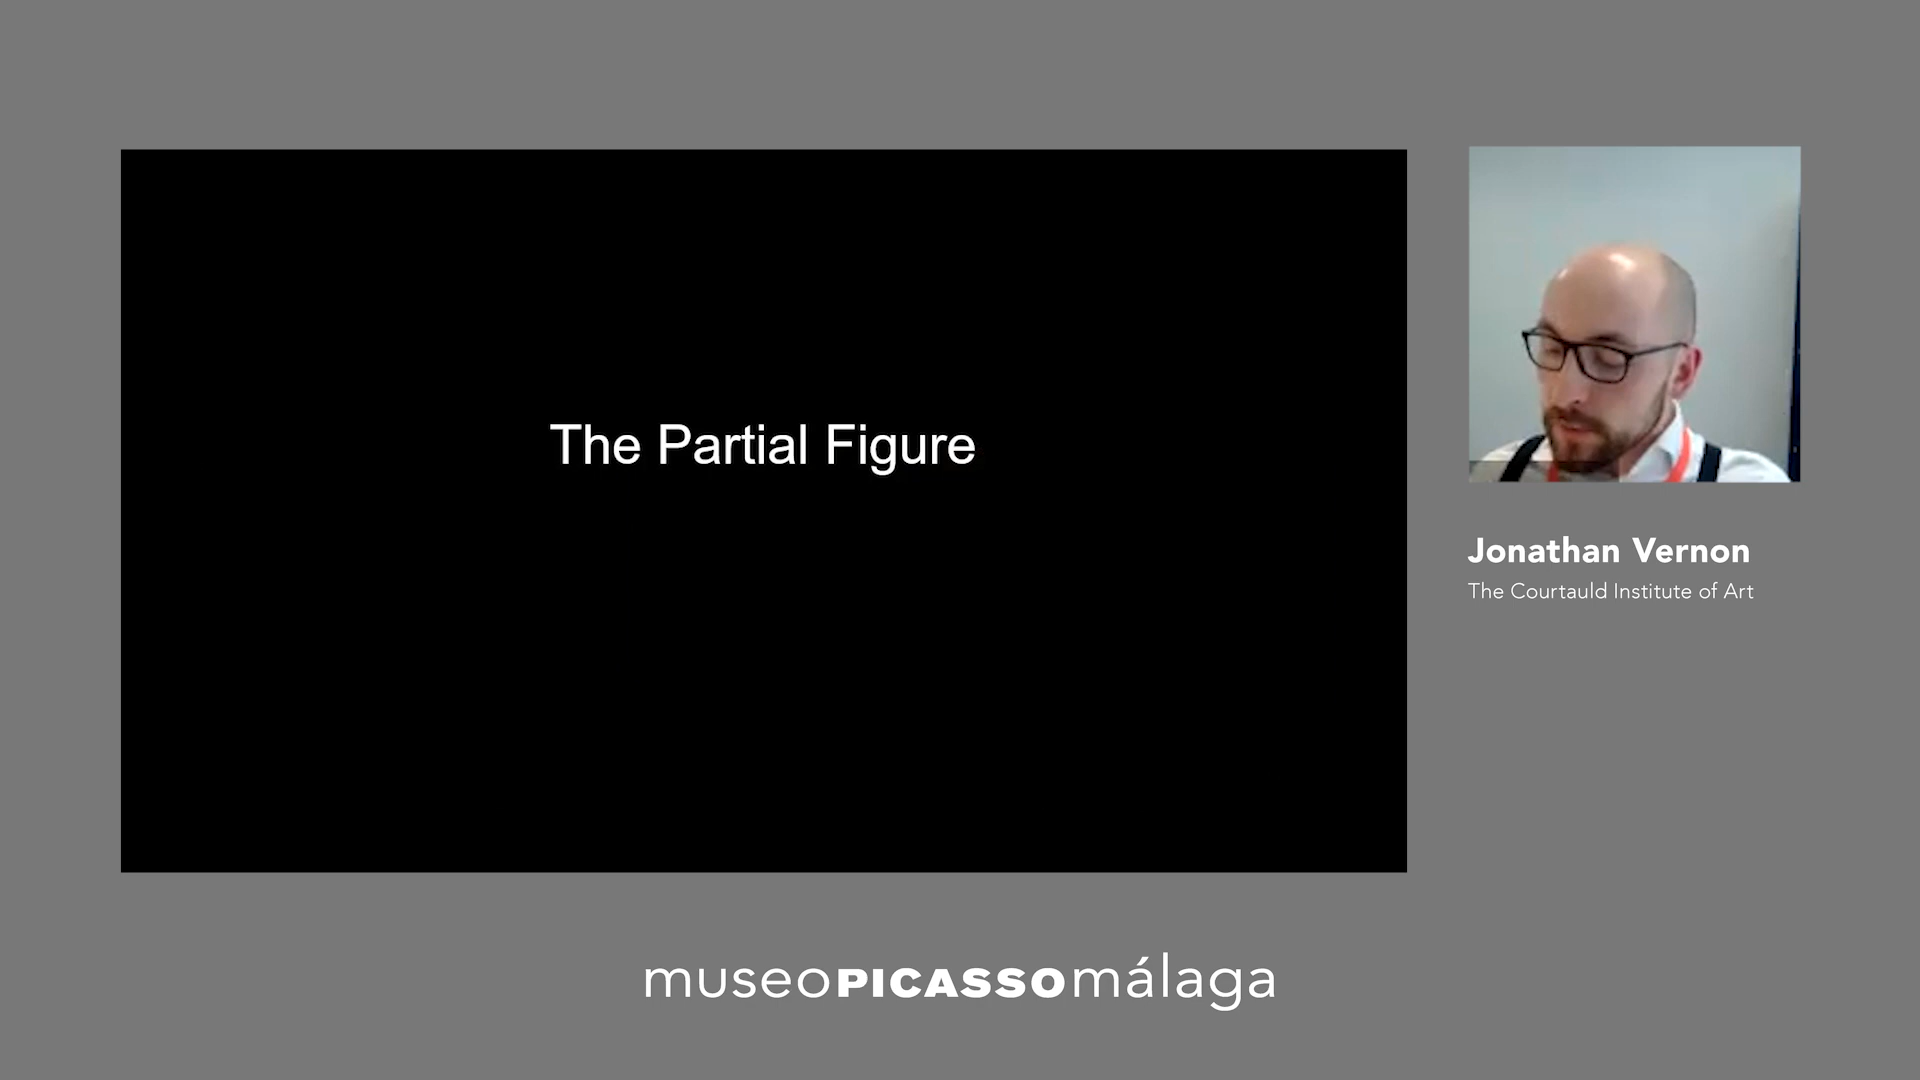 The Partial Figure
Jonathan Vernon
The Courtauld Institute of Art
museoPICASSOmálaga